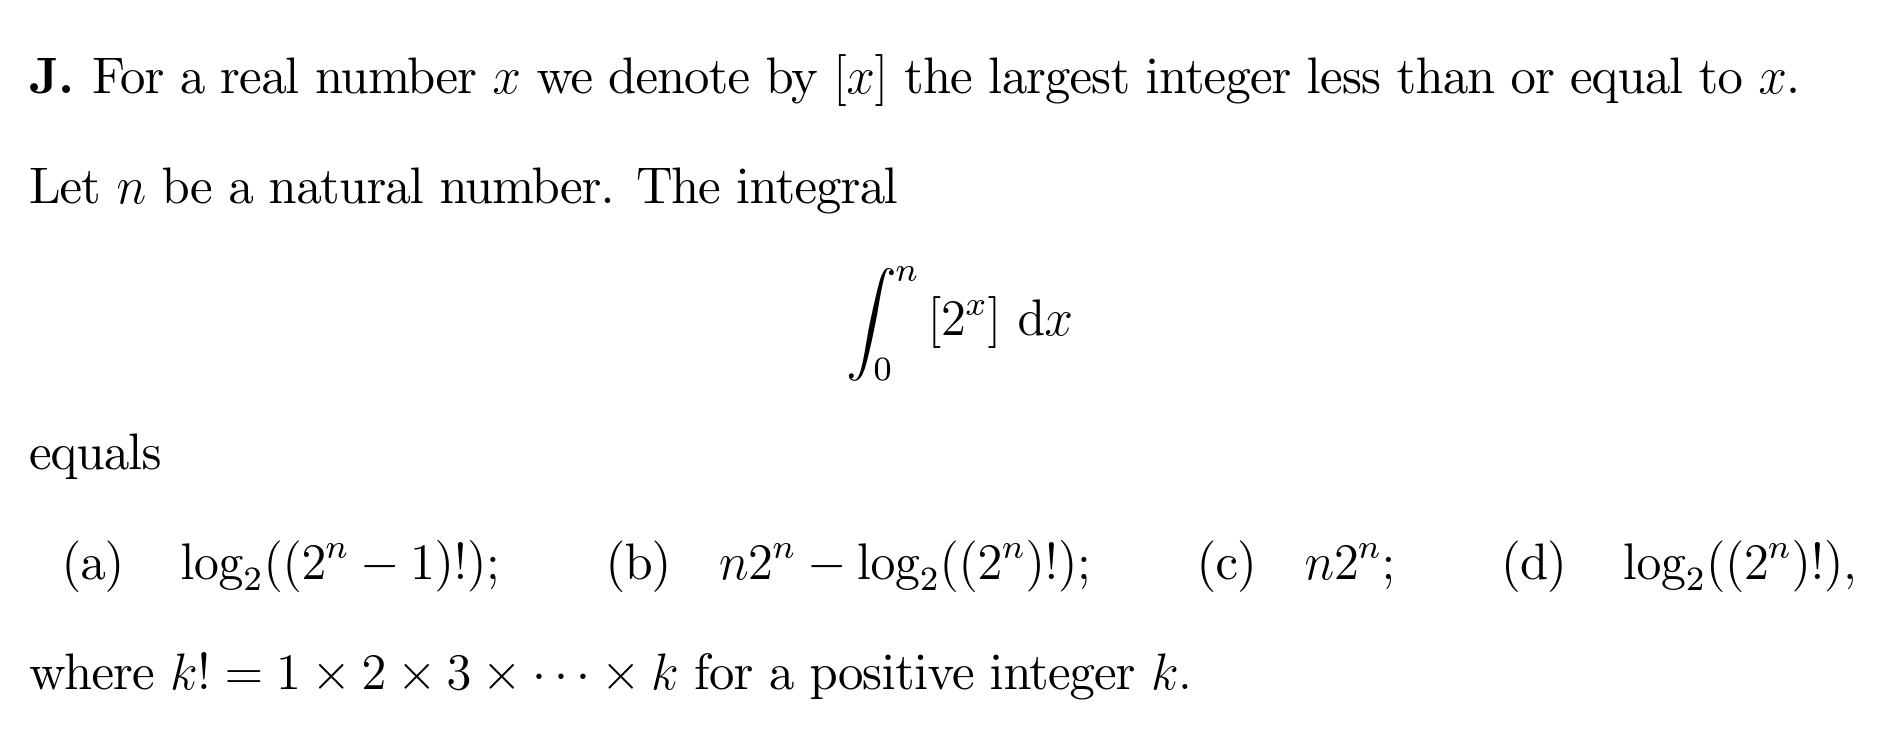 J. For a real number x we denote by [x] the largest integer less than or equal to x.
Let n be a natural number. The integral
∫₀ⁿ [2ˣ] dx
equals
(a) log₂((2ⁿ − 1)!); (b) n2ⁿ − log₂((2ⁿ)!); (c) n2ⁿ; (d) log₂((2ⁿ)!),
where k! = 1 × 2 × 3 × ··· × k for a positive integer k.